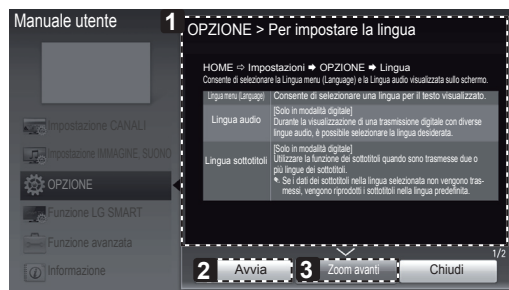 Manuale utente
1
OPZIONE > Per impostare la lingua
HOME ⇨ Impostazioni ➡ OPZIONE ➡ Lingua
Consente di selezionare la Lingua menu (Language) e la Lingua audio visualizzata sullo schermo.
Lingua menu (Language) Consente di selezionare una lingua per il testo visualizzato.
Lingua audio
[Solo in modalità digitale]
Durante la visualizzazione di una trasmissione digitale con diverse
lingue audio, è possibile selezionare la lingua desiderata.
Lingua sottotitoli
[Solo in modalità digitale]
Utilizzare la funzione dei sottotitoli quando sono trasmesse due o
più lingue dei sottotitoli.
Se i dati dei sottotitoli nella lingua selezionata non vengono tras-
messi, vengono riprodotti i sottotitoli nella lingua predefinita.
Impostazione CANALI
Impostazione IMMAGINE, SUONO
OPZIONE
Funzione LG SMART
Funzione avanzata
Informazione
1/2
2 Avvia
3 Zoom avanti
Chiudi